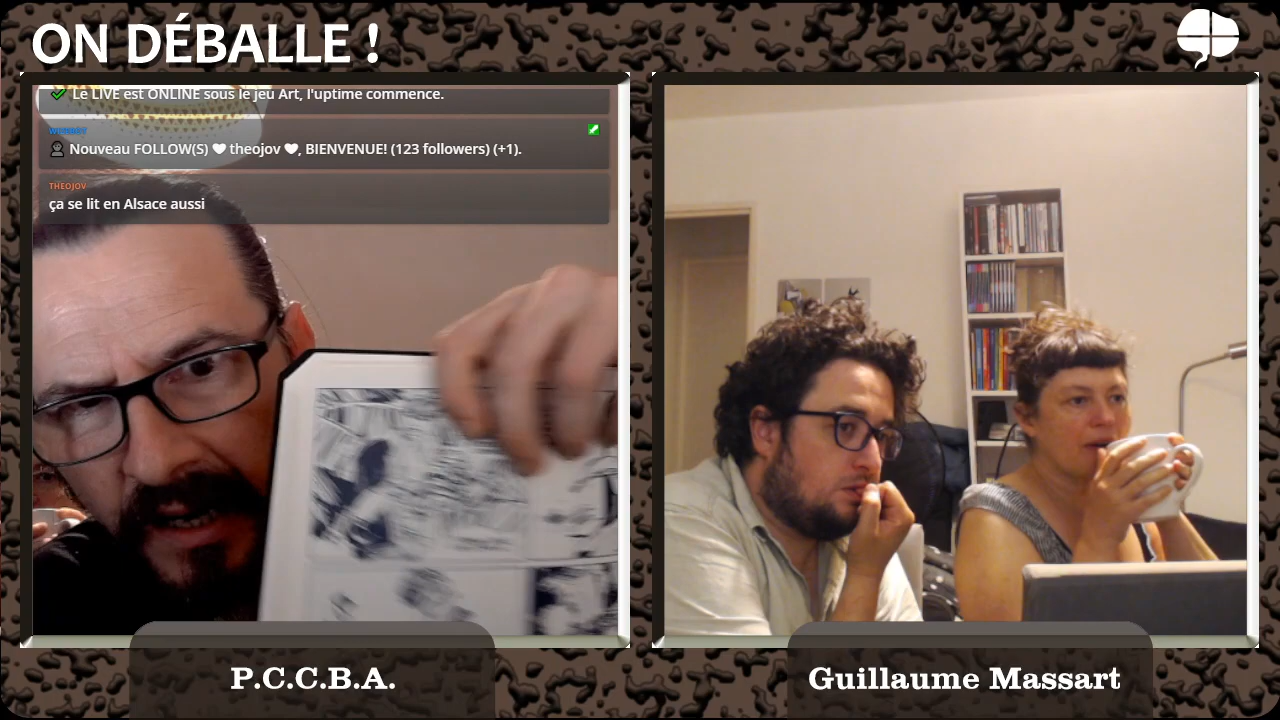 ON DÉBALLE !
Le LIVE est ONLINE sous le jeu Art, l'uptime commence.
Nouveau FOLLOW(S) ♥ theojov ♥, BIENVENUE! (123 followers) (+1).
THEOJOV
ça se lit en Alsace aussi
P.C.C.B.A.
Guillaume Massart